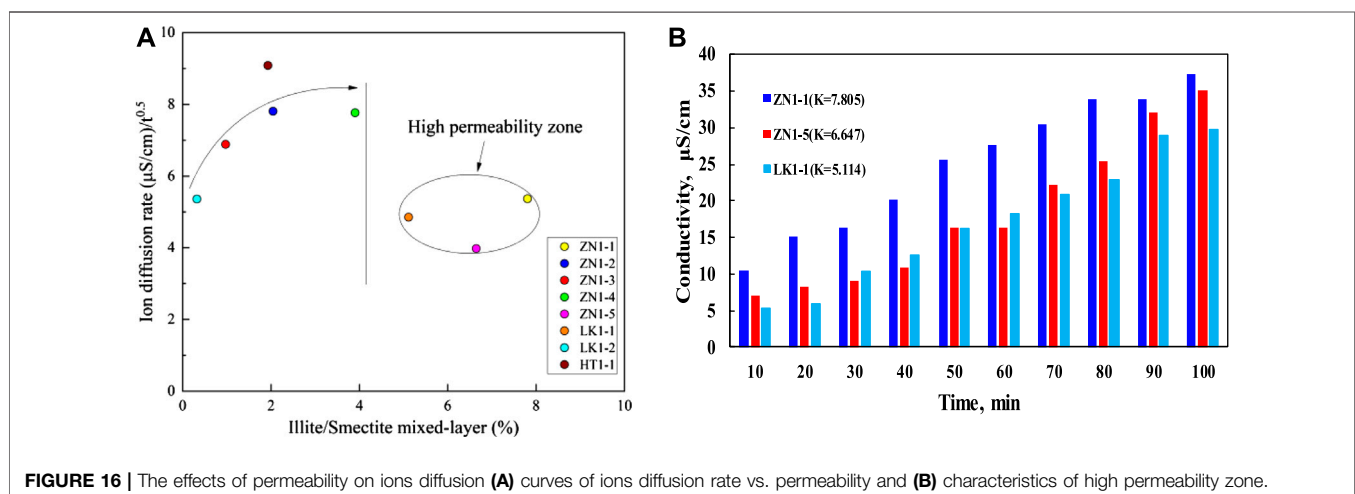 A
Ion diffusion rate (μS/cm)/t^0.5
10
8
6
4
2
0
High permeability zone
ZN1-1
ZN1-2
ZN1-3
ZN1-4
ZN1-5
LK1-1
LK1-2
HT1-1
0 2 4 6 8 10
Illite/Smectite mixed-layer (%)
B
Conductivity, μS/cm
40
35
30
25
20
15
10
5
0
ZN1-1(K=7.805)
ZN1-5(K=6.647)
LK1-1(K=5.114)
10 20 30 40 50 60 70 80 90 100
Time, min
FIGURE 16 | The effects of permeability on ions diffusion (A) curves of ions diffusion rate vs. permeability and (B) characteristics of high permeability zone.